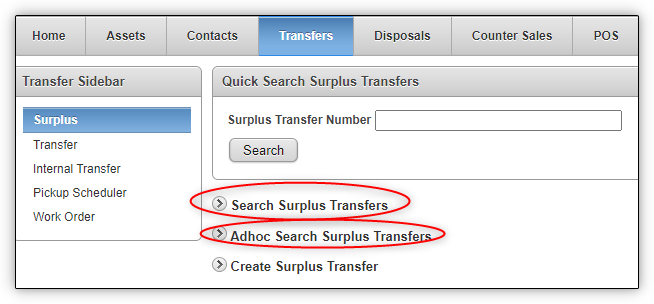 Home Assets Contacts Transfers Disposals Counter Sales POS
Transfer Sidebar
Surplus
Transfer
Internal Transfer
Pickup Scheduler
Work Order
Quick Search Surplus Transfers
Surplus Transfer Number
Search
Search Surplus Transfers
Adhoc Search Surplus Transfers
Create Surplus Transfer